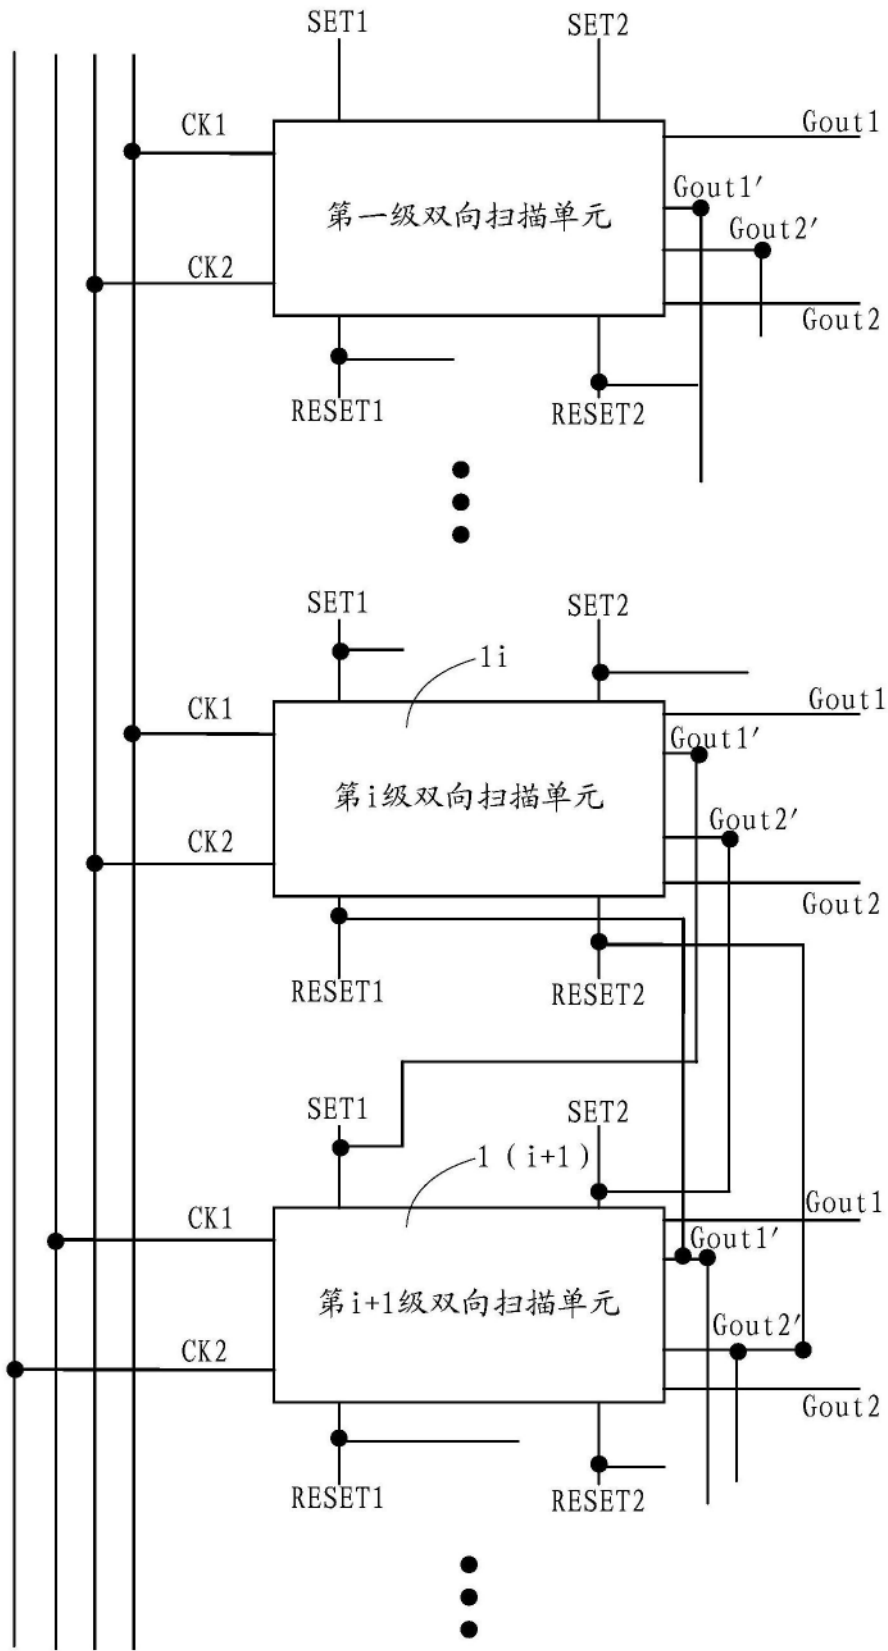 SET1 SET2
CK1 Gout1
Gout1′
第一级双向扫描单元
Gout2′
CK2
Gout2
RESET1 RESET2
SET1 SET2
1i
Gout1
CK1
Gout1′
第i级双向扫描单元
Gout2′
CK2
Gout2
RESET1 RESET2
SET1 SET2
1（i+1）
Gout1
CK1
Gout1′
第i+1级双向扫描单元
Gout2′
CK2
Gout2
RESET1 RESET2